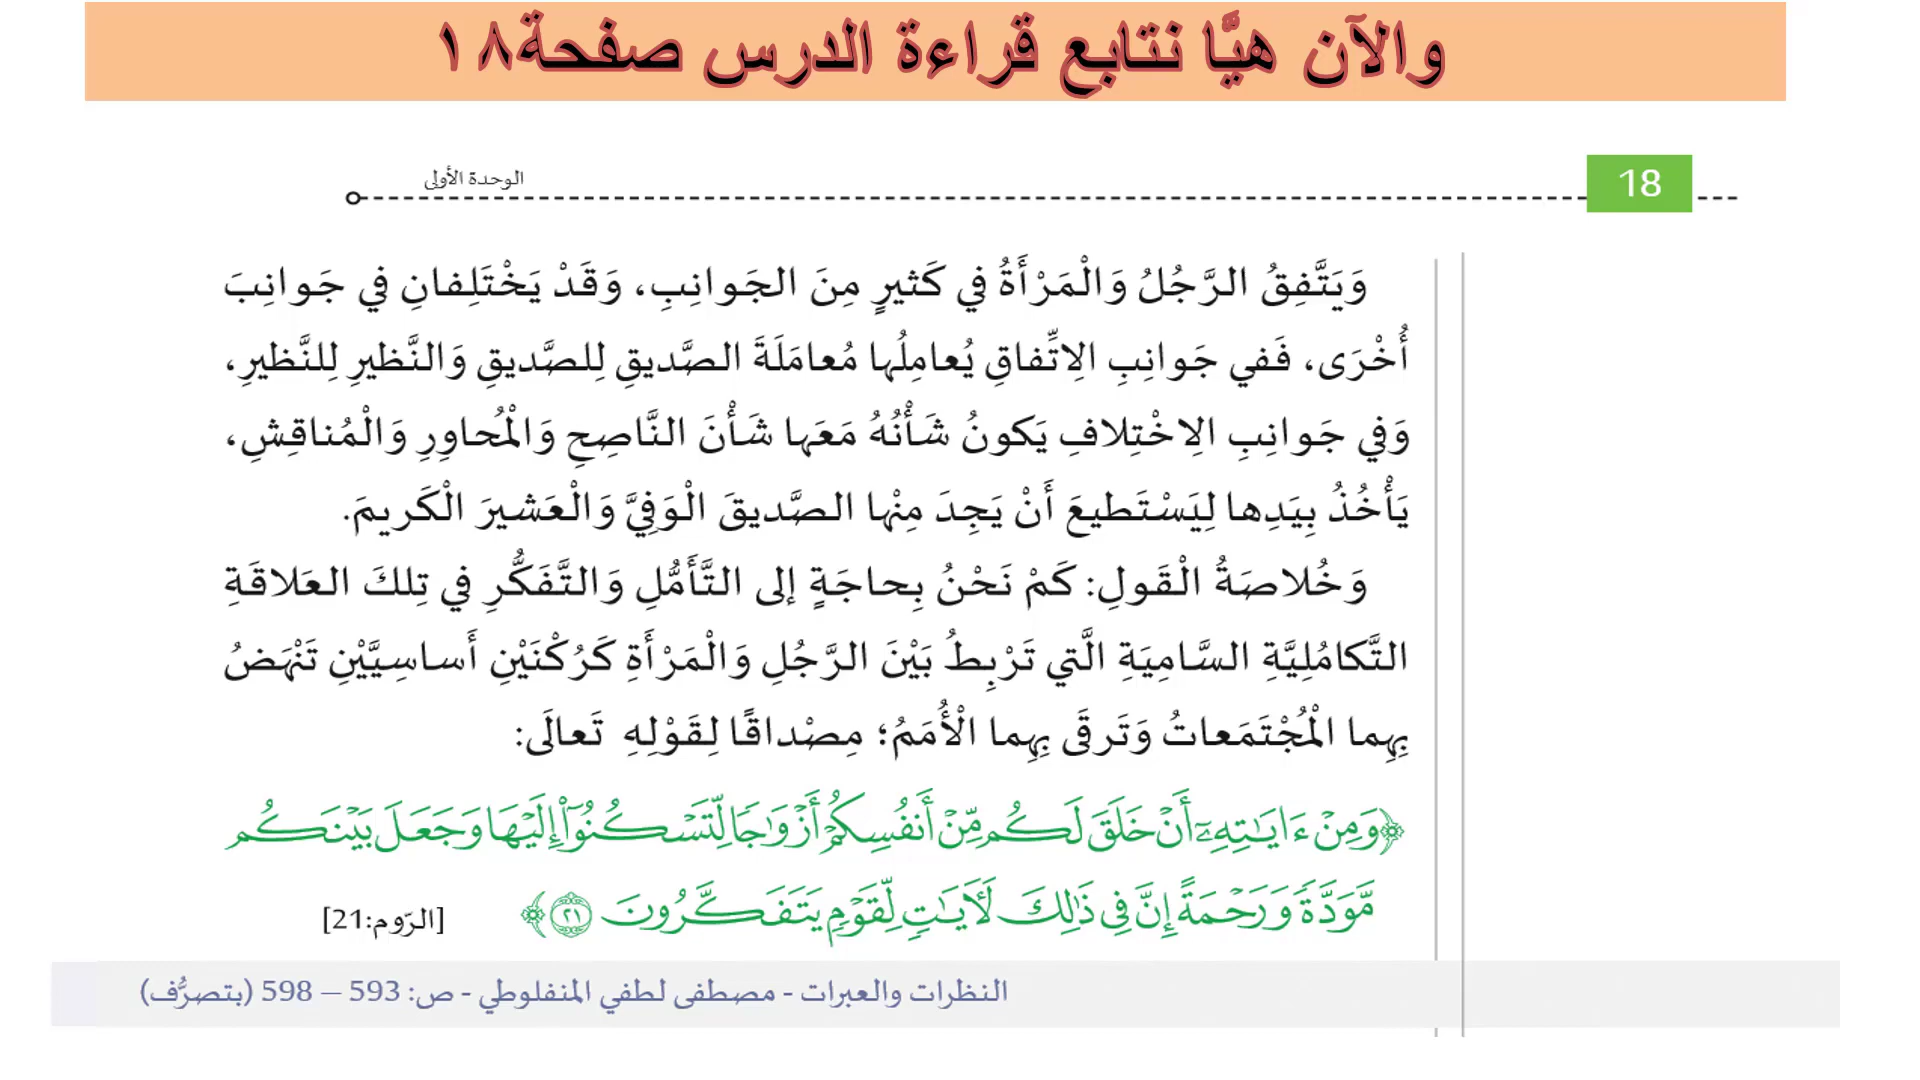 والآن هيَّا نتابع قراءة الدرس صفحة١٨
18
الوحدة الأولى
وَيَتَّفِقُ الرَّجُلُ وَالْمَرْأَةُ في كَثيرٍ مِنَ الجَوانِبِ، وَقَدْ يَخْتَلِفانِ في جَوانِبَ
أُخْرَى، فَفي جَوانِبِ الِاتِّفاقِ يُعامِلُها مُعامَلَةَ الصَّديقِ لِلصَّديقِ وَالنَّظيرِ لِلنَّظيرِ،
وَفي جَوانِبِ الِاخْتِلافِ يَكونُ شَأْنُهُ مَعَها شَأْنَ النَّاصِحِ وَالْمُحاوِرِ وَالْمُناقِشِ،
يَأْخُذُ بِيَدِها لِيَسْتَطيعَ أَنْ يَجِدَ مِنْها الصَّديقَ الْوَفِيَّ وَالْعَشيرَ الْكَريمَ.
وَخُلاصَةُ الْقَولِ: كَمْ نَحْنُ بِحاجَةٍ إلى التَّأَمُّلِ وَالتَّفَكُّرِ في تِلكَ العَلاقَةِ
التَّكامُلِيَّةِ السَّامِيَةِ الَّتي تَرْبِطُ بَيْنَ الرَّجُلِ وَالْمَرْأَةِ كَرُكْنَيْنِ أَساسِيَّيْنِ تَنْهَضُ
بِهِما الْمُجْتَمَعاتُ وَتَرقَى بِهِما الْأُمَمُ؛ مِصْداقًا لِقَوْلِهِ تَعالَى:
﴿وَمِنْ ءَايَٰتِهِۦٓ أَنْ خَلَقَ لَكُم مِّنْ أَنفُسِكُمْ أَزْوَٰجًا لِّتَسْكُنُوٓا۟ إِلَيْهَا وَجَعَلَ بَيْنَكُم
مَّوَدَّةً وَرَحْمَةً إِنَّ فِى ذَٰلِكَ لَءَايَٰتٍ لِّقَوْمٍ يَتَفَكَّرُونَ ٢١﴾ [الرّوم:21]
النظرات والعبرات - مصطفى لطفي المنفلوطي - ص: 593 – 598 (بتصرُّف)